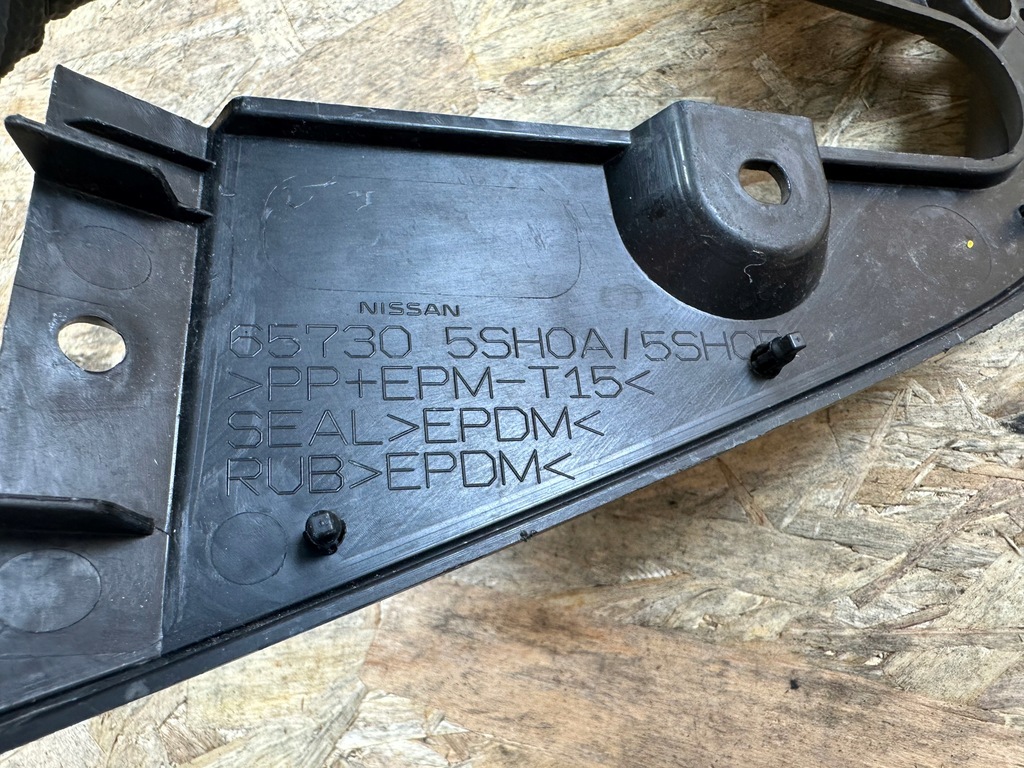 NISSAN
65730 5SH0A/5SH0
>PP+EPM-T15<
SEAL>EPDM<
RUB>EPDM<